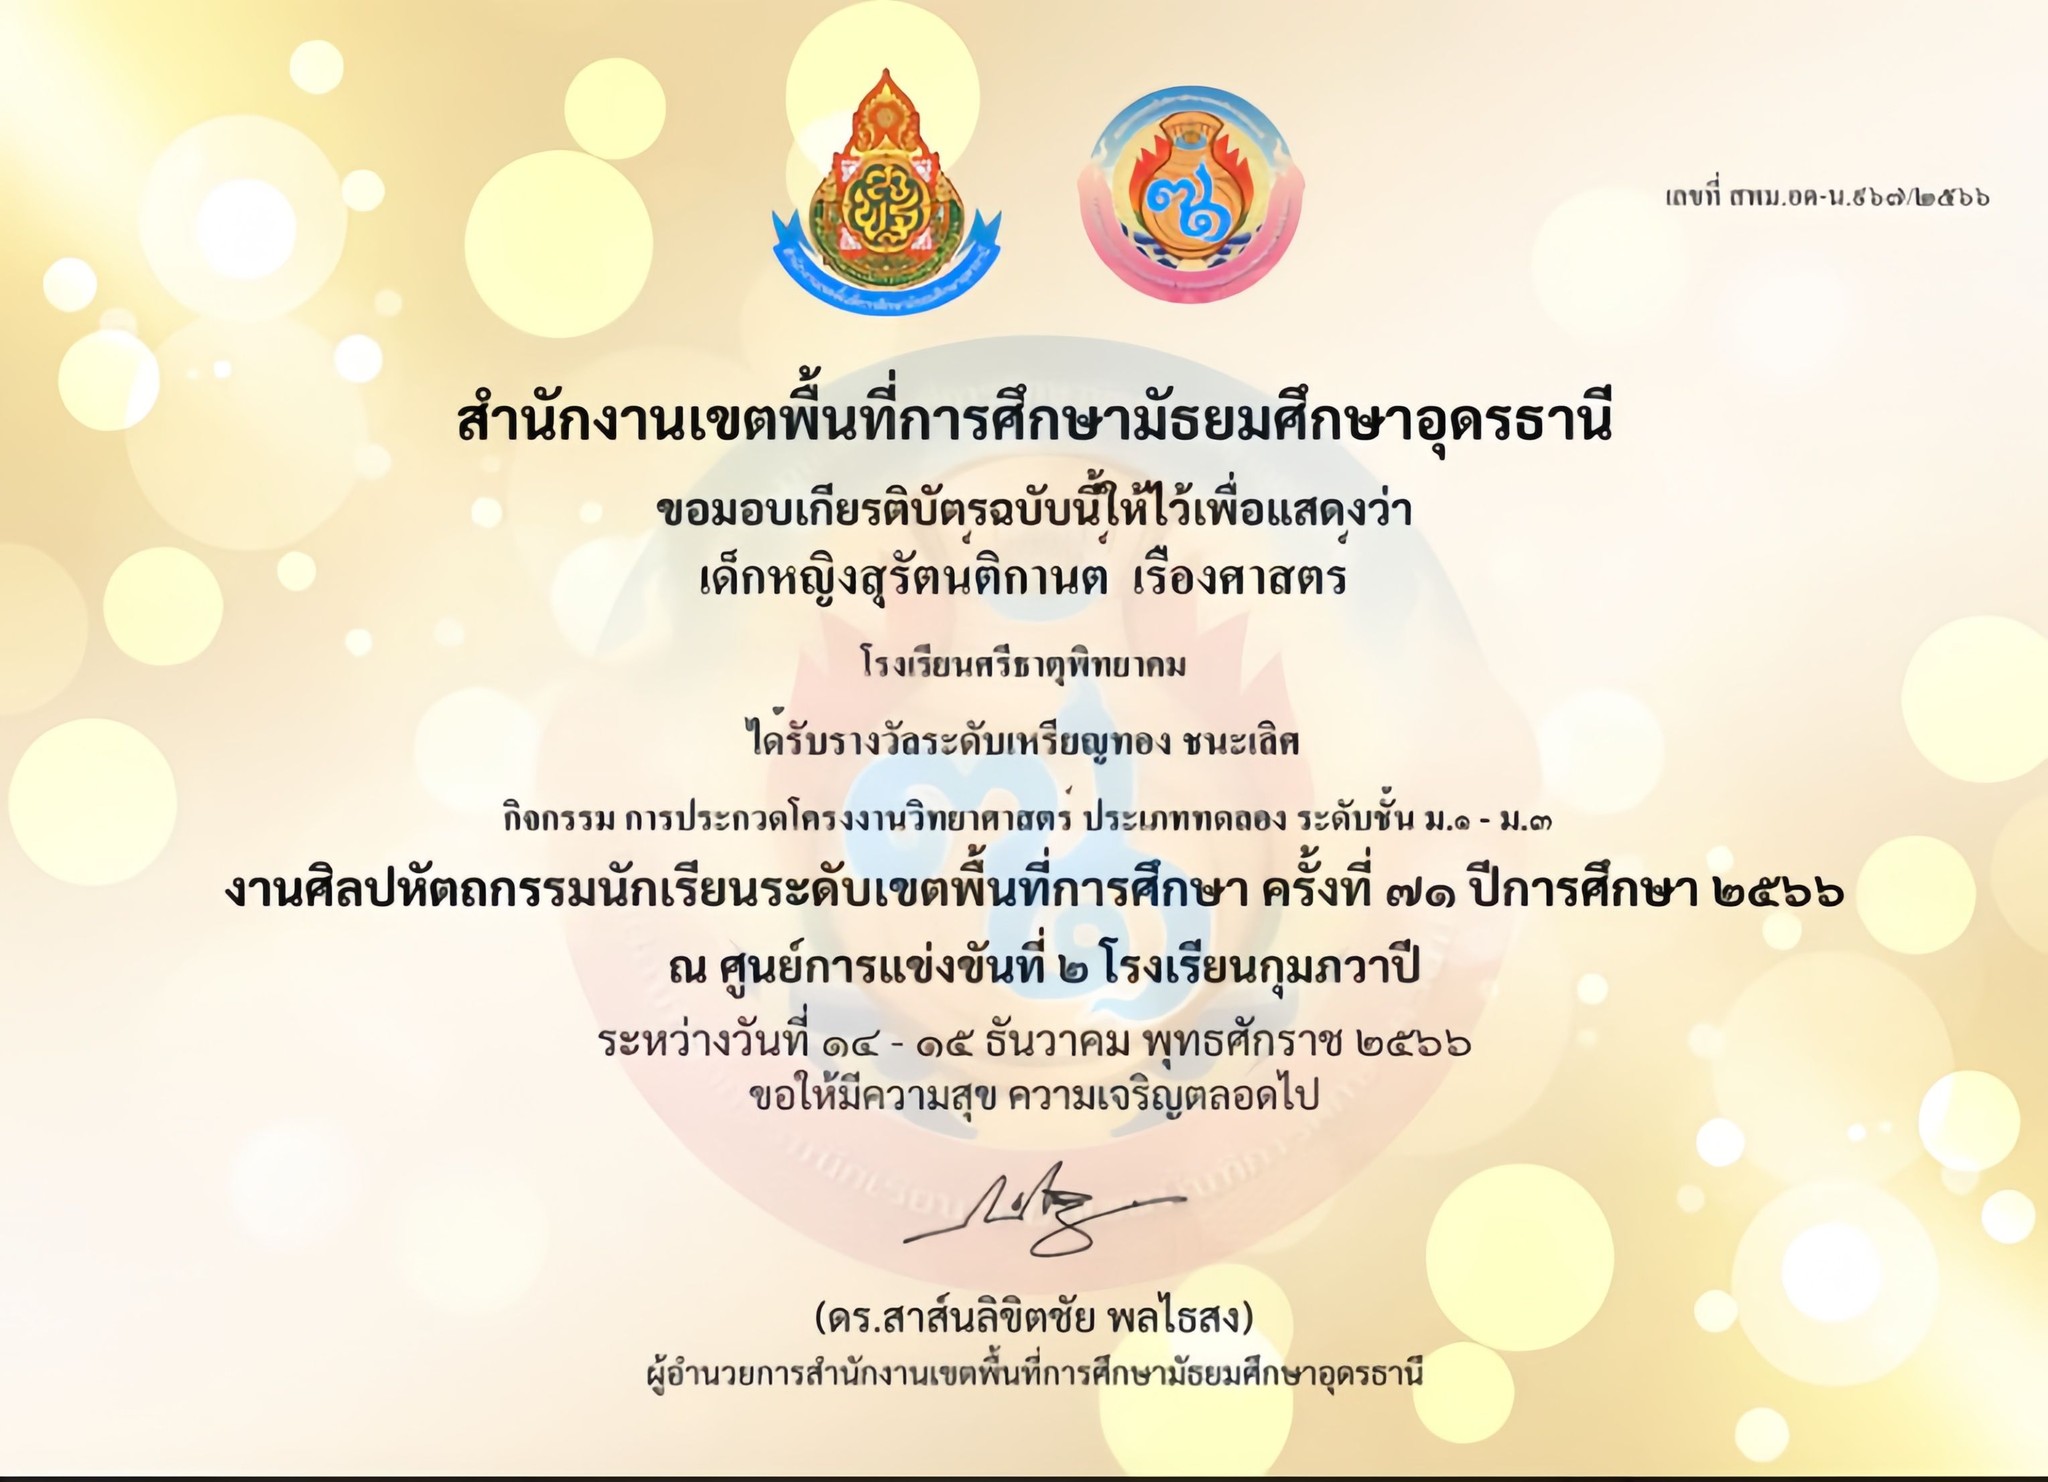 เลขที่ สพม.อด-น.๙๖๗/๒๕๖๖
สำนักงานเขตพื้นที่การศึกษามัธยมศึกษาอุดรธานี
ขอมอบเกียรติบัตรฉบับนี้ให้ไว้เพื่อแสดงว่า
เด็กหญิงสุรัตน์ติกานต์ เรืองศาสตร์
โรงเรียนศรีธาตุพิทยาคม
ได้รับรางวัลระดับเหรียญทอง ชนะเลิศ
กิจกรรม การประกวดโครงงานวิทยาศาสตร์ ประเภททดลอง ระดับชั้น ม.๑ - ม.๓
งานศิลปหัตถกรรมนักเรียนระดับเขตพื้นที่การศึกษา ครั้งที่ ๗๑ ปีการศึกษา ๒๕๖๖
ณ ศูนย์การแข่งขันที่ ๒ โรงเรียนกุมภวาปี
ระหว่างวันที่ ๑๔ - ๑๕ ธันวาคม พุทธศักราช ๒๕๖๖
ขอให้มีความสุข ความเจริญตลอดไป
(ดร.สาส์นลิขิตชัย พลไธสง)
ผู้อำนวยการสำนักงานเขตพื้นที่การศึกษามัธยมศึกษาอุดรธานี